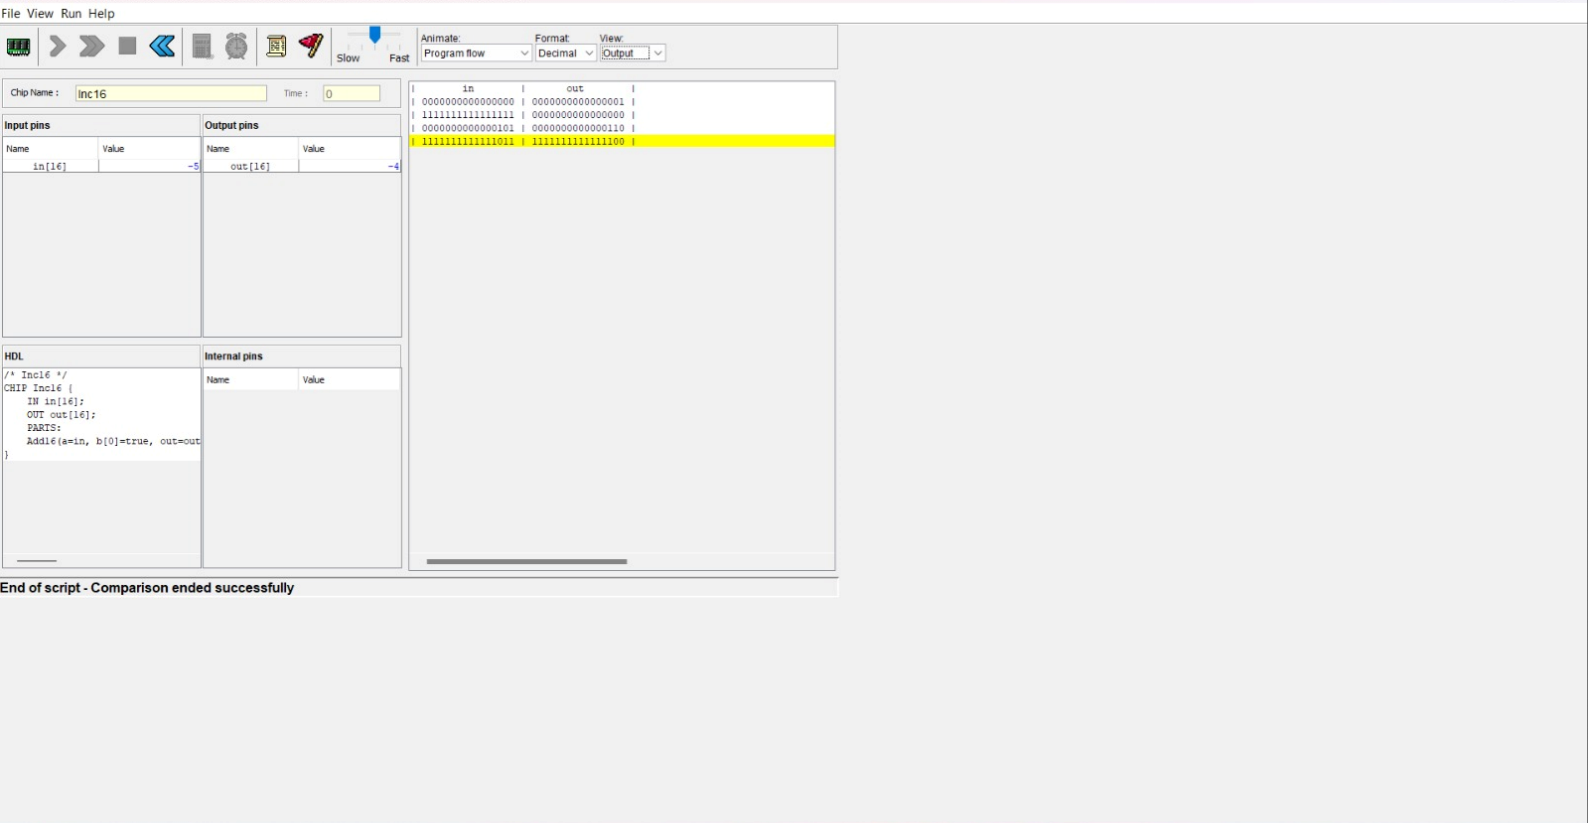 File View Run Help
Animate: Format: View:
Slow Fast Program flow Decimal Output
Chip Name : Inc16 Time : 0
Input pins Output pins
Name Value Name Value
in[16] -5 out[16] -4
| in | out |
| 0000000000000000 | 0000000000000001 |
| 1111111111111111 | 0000000000000000 |
| 0000000000000101 | 0000000000000110 |
| 1111111111111011 | 1111111111111100 |
HDL Internal pins
Name Value
/* Inc16 */
CHIP Inc16 {
IN in[16];
OUT out[16];
PARTS:
Add16(a=in, b[0]=true, out=out
}
End of script - Comparison ended successfully